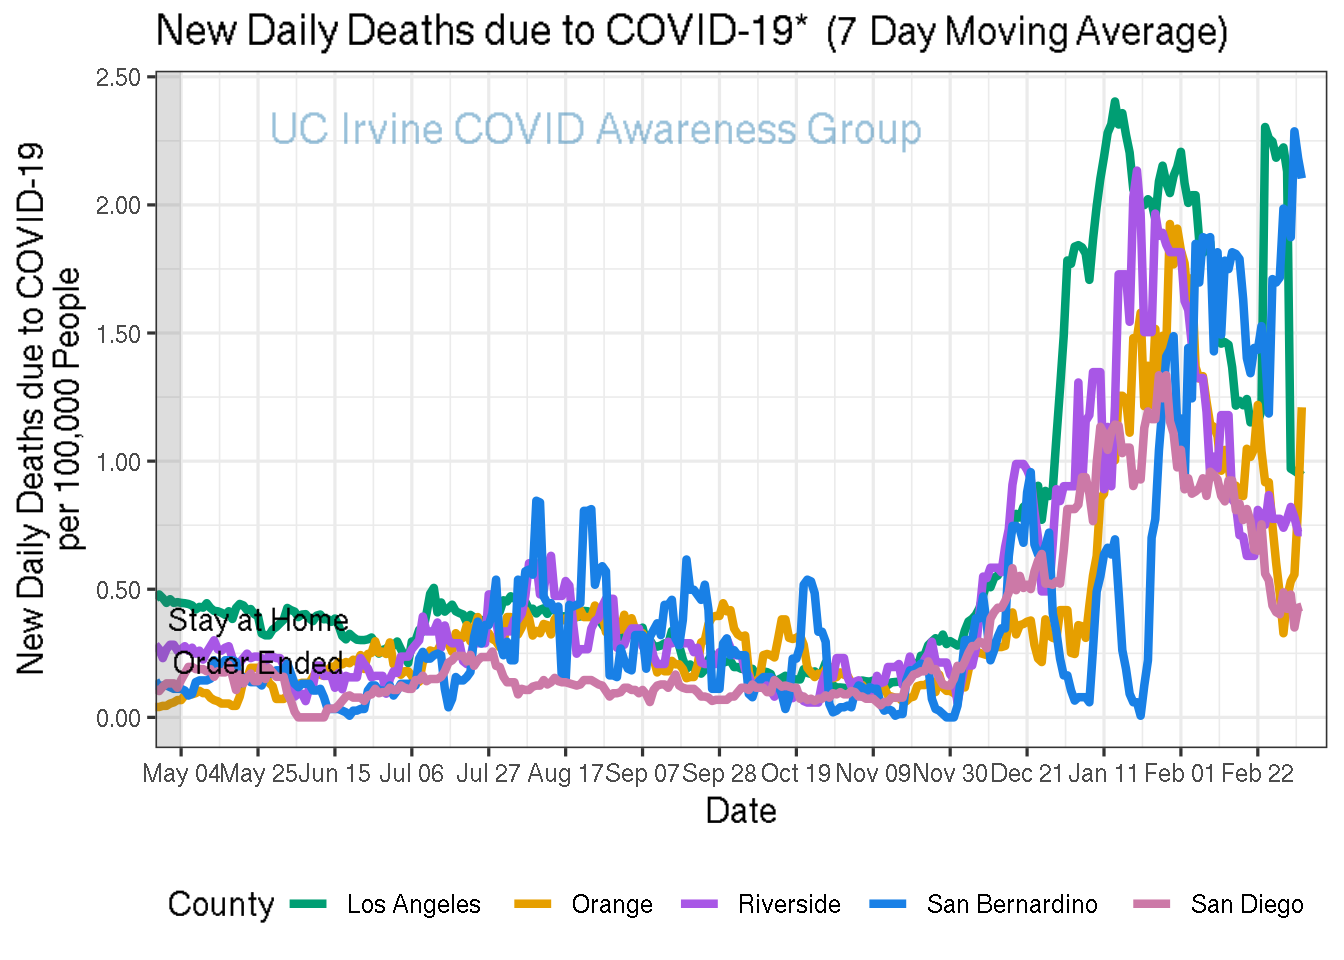 New Daily Deaths due to COVID-19* (7 Day Moving Average)
UC Irvine COVID Awareness Group
New Daily Deaths due to COVID-19
per 100,000 People
2.50
2.00
1.50
1.00
0.50
0.00
Stay at Home
Order Ended
May 04 May 25 Jun 15 Jul 06 Jul 27 Aug 17 Sep 07 Sep 28 Oct 19 Nov 09 Nov 30 Dec 21 Jan 11 Feb 01 Feb 22
Date
County Los Angeles Orange Riverside San Bernardino San Diego